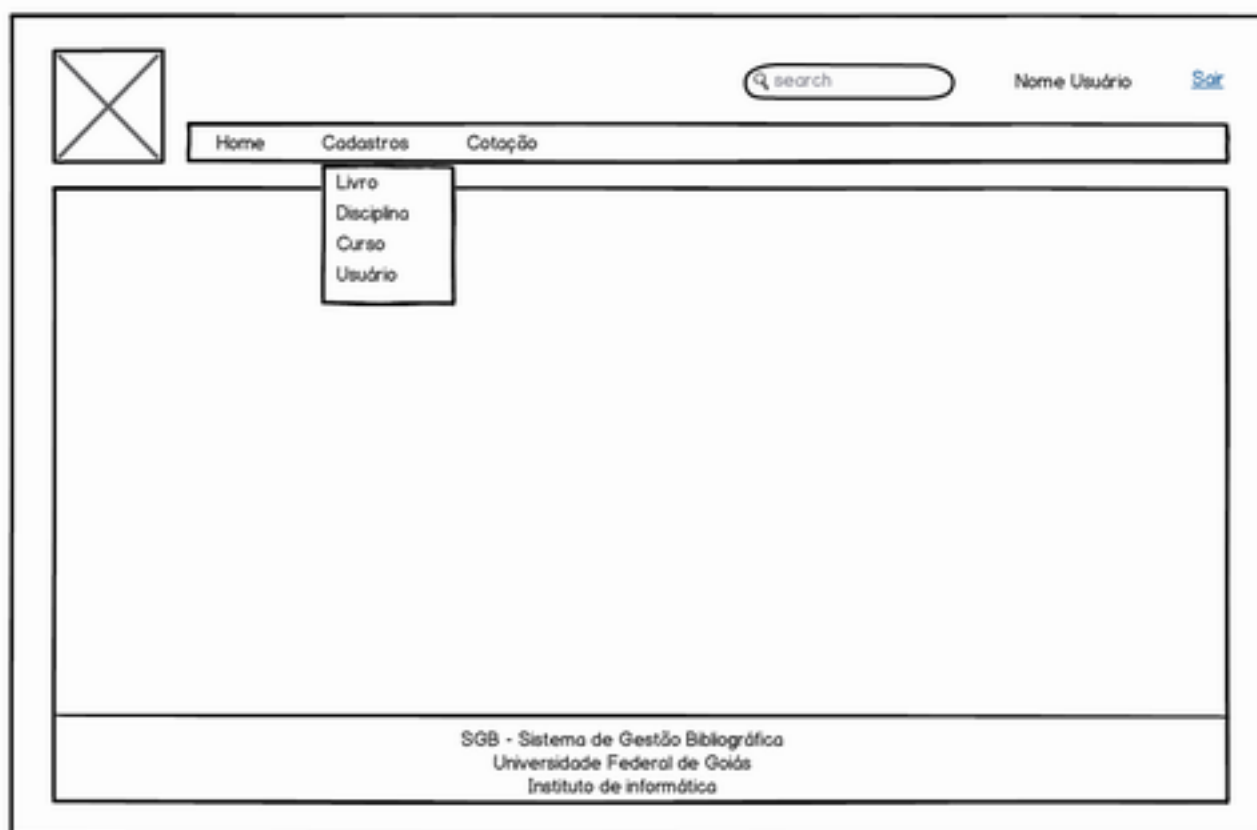 search
Nome Usuário
Sair
Home
Cadastros
Cotação
Livro
Disciplina
Curso
Usuário
SGB - Sistema de Gestão Bibliográfica
Universidade Federal de Goiás
Instituto de informática